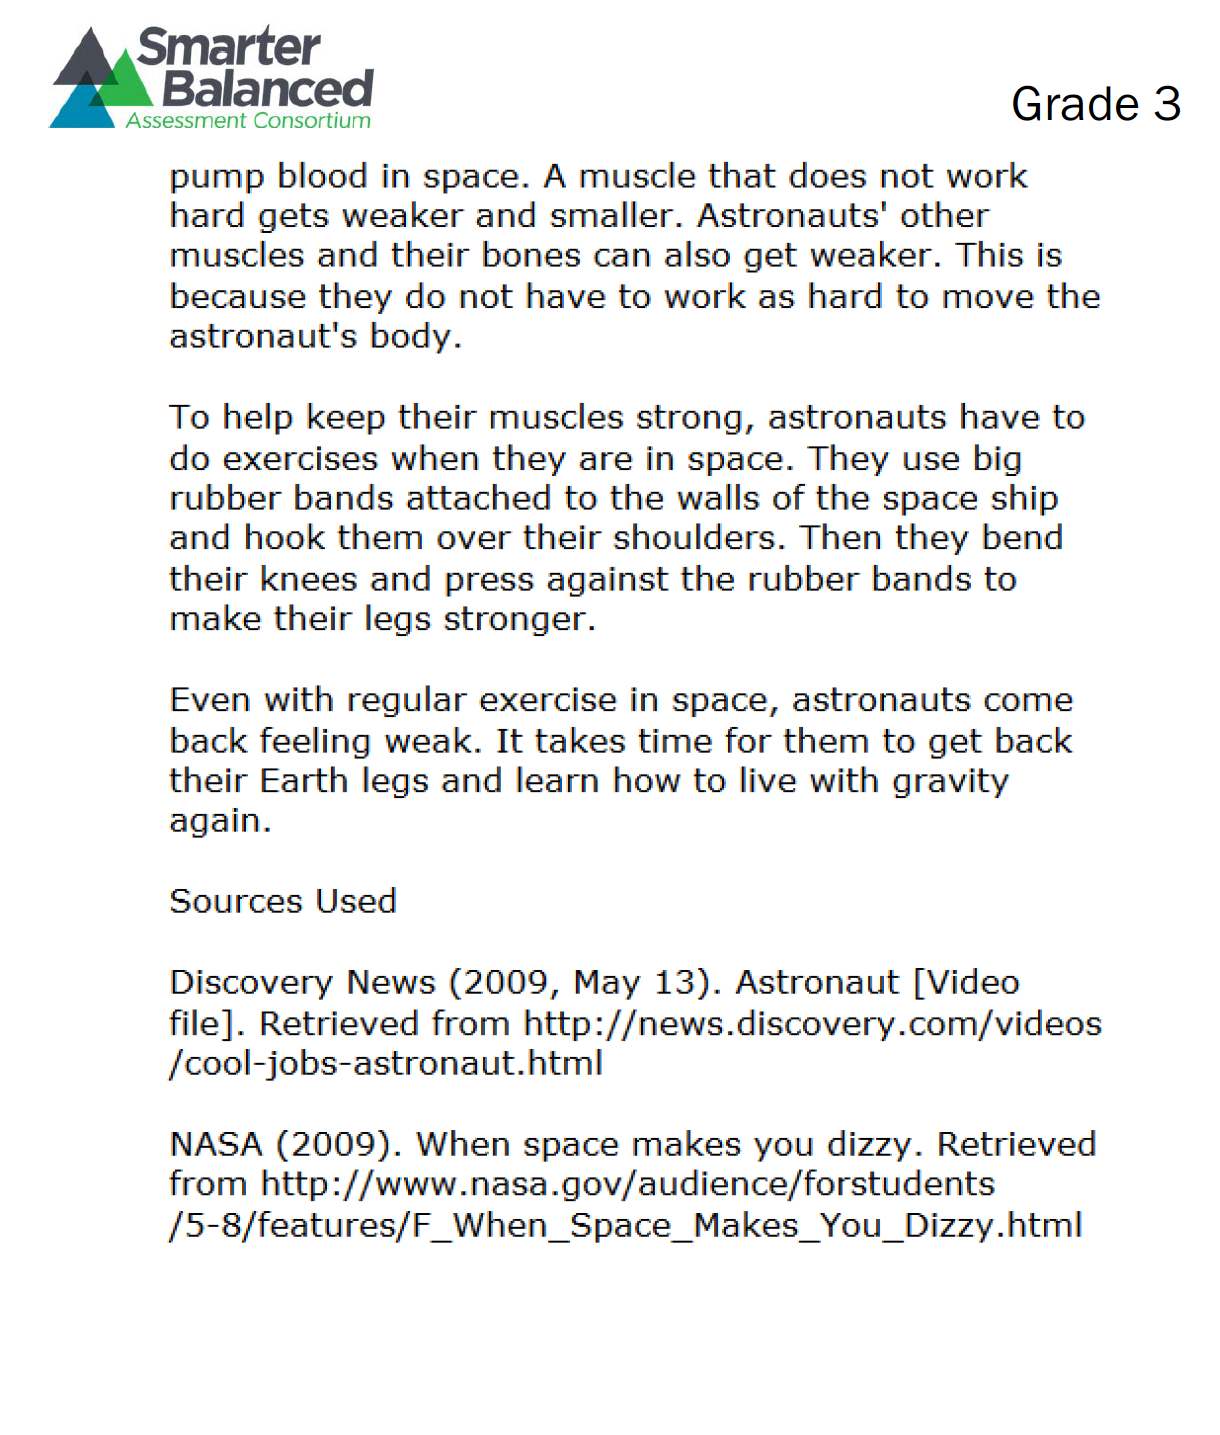 Smarter
Balanced
Assessment Consortium
Grade 3
pump blood in space. A muscle that does not work
hard gets weaker and smaller. Astronauts' other
muscles and their bones can also get weaker. This is
because they do not have to work as hard to move the
astronaut's body.
To help keep their muscles strong, astronauts have to
do exercises when they are in space. They use big
rubber bands attached to the walls of the space ship
and hook them over their shoulders. Then they bend
their knees and press against the rubber bands to
make their legs stronger.
Even with regular exercise in space, astronauts come
back feeling weak. It takes time for them to get back
their Earth legs and learn how to live with gravity
again.
Sources Used
Discovery News (2009, May 13). Astronaut [Video
file]. Retrieved from http://news.discovery.com/videos
/cool-jobs-astronaut.html
NASA (2009). When space makes you dizzy. Retrieved
from http://www.nasa.gov/audience/forstudents
/5-8/features/F_When_Space_Makes_You_Dizzy.html